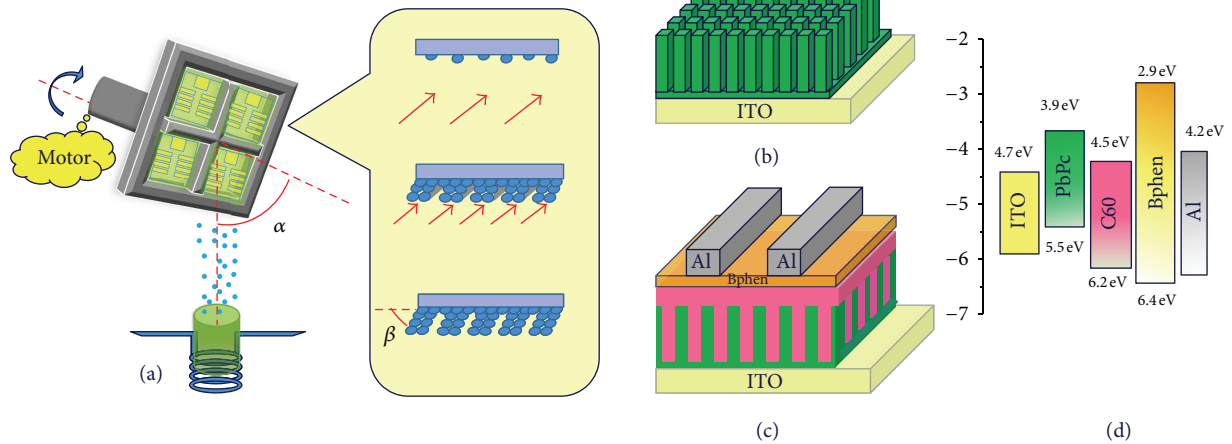 Motor
α
β
(a)
ITO
(b)
Al
Al
Bphen
ITO
(c)
−2
−3
−4
−5
−6
−7
4.7 eV
ITO
3.9 eV
PbPc
5.5 eV
4.5 eV
C60
6.2 eV
2.9 eV
Bphen
6.4 eV
4.2 eV
Al
(d)